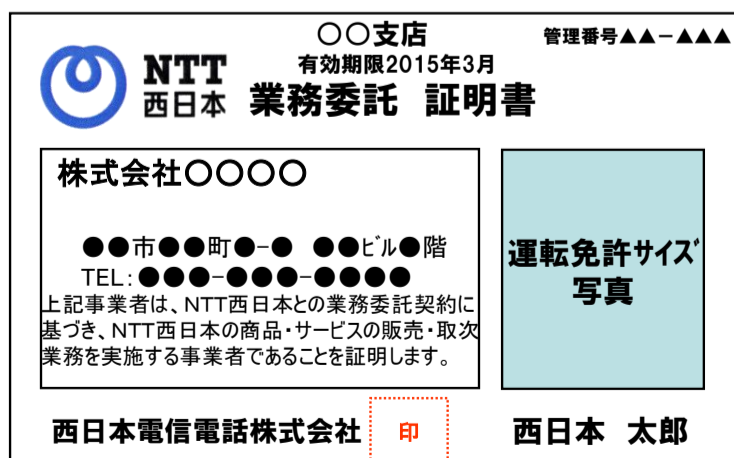 〇〇支店
管理番号▲▲－▲▲▲
有効期限2015年3月
NTT
西日本
業務委託 証明書
株式会社〇〇〇〇
●●市●●町●-● ●●ビル●階
TEL：●●●-●●●-●●●●
上記事業者は、NTT西日本との業務委託契約に
基づき、NTT西日本の商品・サービスの販売・取次
業務を実施する事業者であることを証明します。
運転免許サイズ
写真
西日本電信電話株式会社
印
西日本 太郎